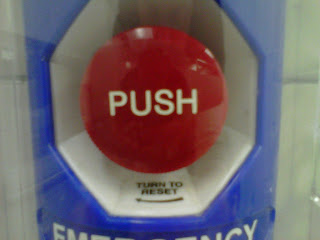 PUSH
TURN TO
RESET
EMERGENCY